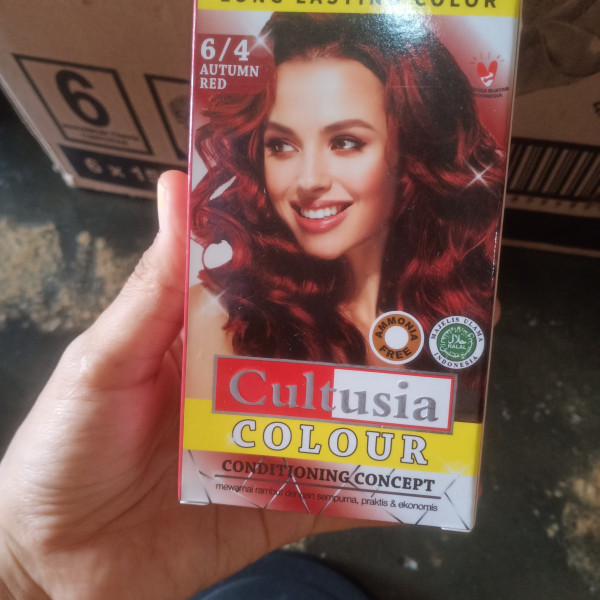 LONG LASTING COLOR
6/4
AUTUMN
RED
AMMONIA
FREE
MAJELIS ULAMA
حلال
HALAL
INDONESIA
Cultusia
COLOUR
CONDITIONING CONCEPT
mewarnai rambut dengan sempurna, praktis & ekonomis
6